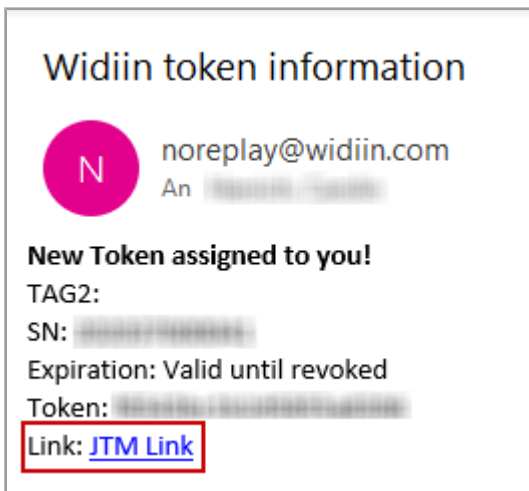 Widiin token information
N
noreplay@widiin.com
An
New Token assigned to you!
TAG2:
SN:
Expiration: Valid until revoked
Token:
Link: JTM Link